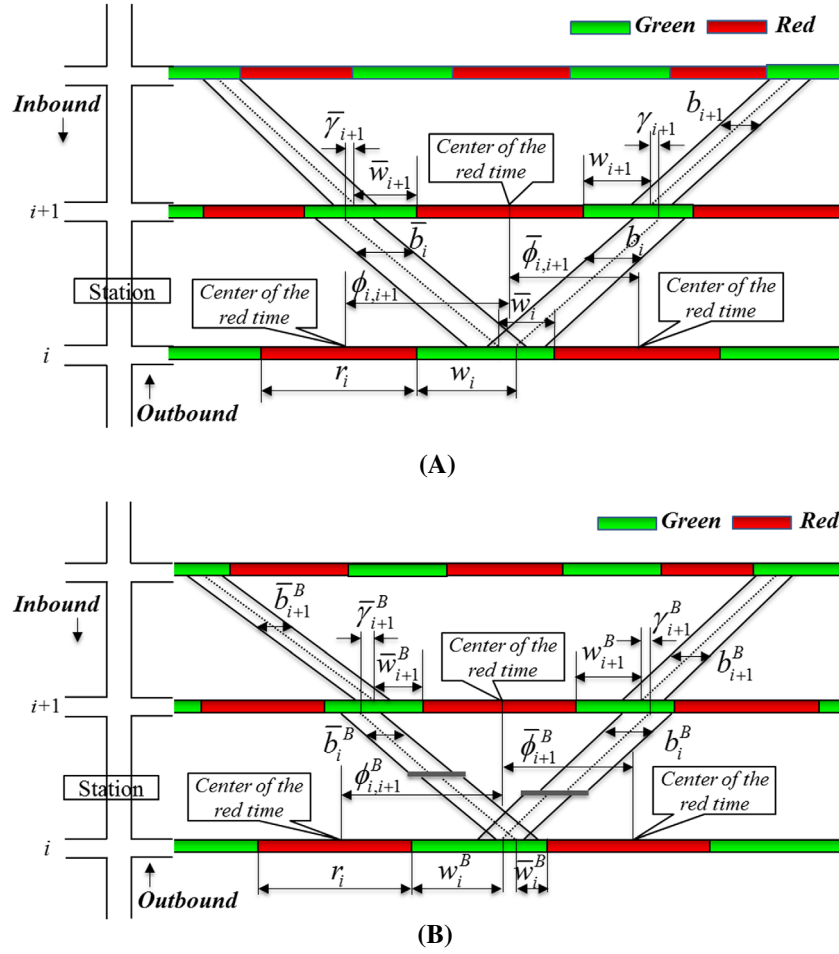 Green Red
Inbound
γ̄ᵢ₊₁
w̄ᵢ₊₁
Center of the
red time
wᵢ₊₁
γᵢ₊₁
bᵢ₊₁
i+1
b̄ᵢ
ϕᵢ,ᵢ₊₁
ϕ̄ᵢ,ᵢ₊₁
bᵢ
Station
Center of the
red time
w̄ᵢ
Center of the
red time
i
rᵢ
wᵢ
Outbound
(A)
Green Red
Inbound
b̄ᴮᵢ₊₁
γ̄ᴮᵢ₊₁
w̄ᴮᵢ₊₁
Center of the
red time
wᴮᵢ₊₁
γᴮᵢ₊₁
bᴮᵢ₊₁
i+1
b̄ᴮᵢ
ϕᴮᵢ,ᵢ₊₁
ϕ̄ᴮᵢ₊₁
bᴮᵢ
Station
Center of the
red time
Center of the
red time
i
rᵢ
wᴮᵢ
w̄ᴮᵢ
Outbound
(B)